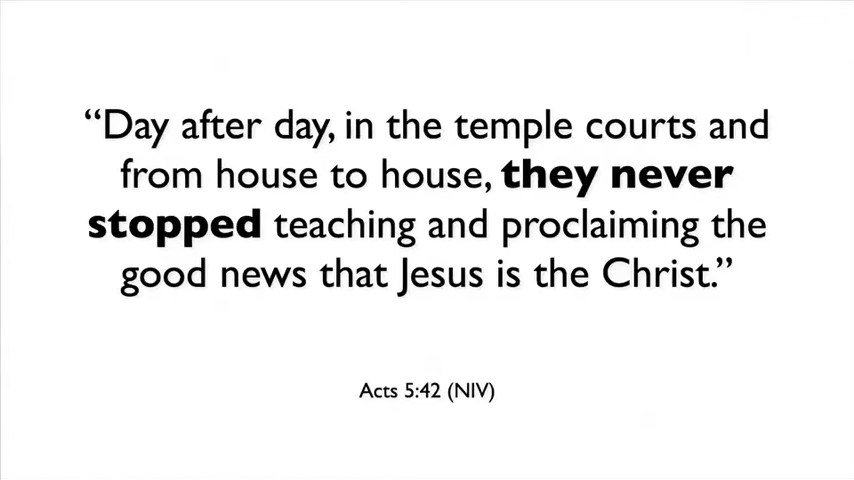 “Day after day, in the temple courts and
from house to house, they never
stopped teaching and proclaiming the
good news that Jesus is the Christ.”
Acts 5:42 (NIV)